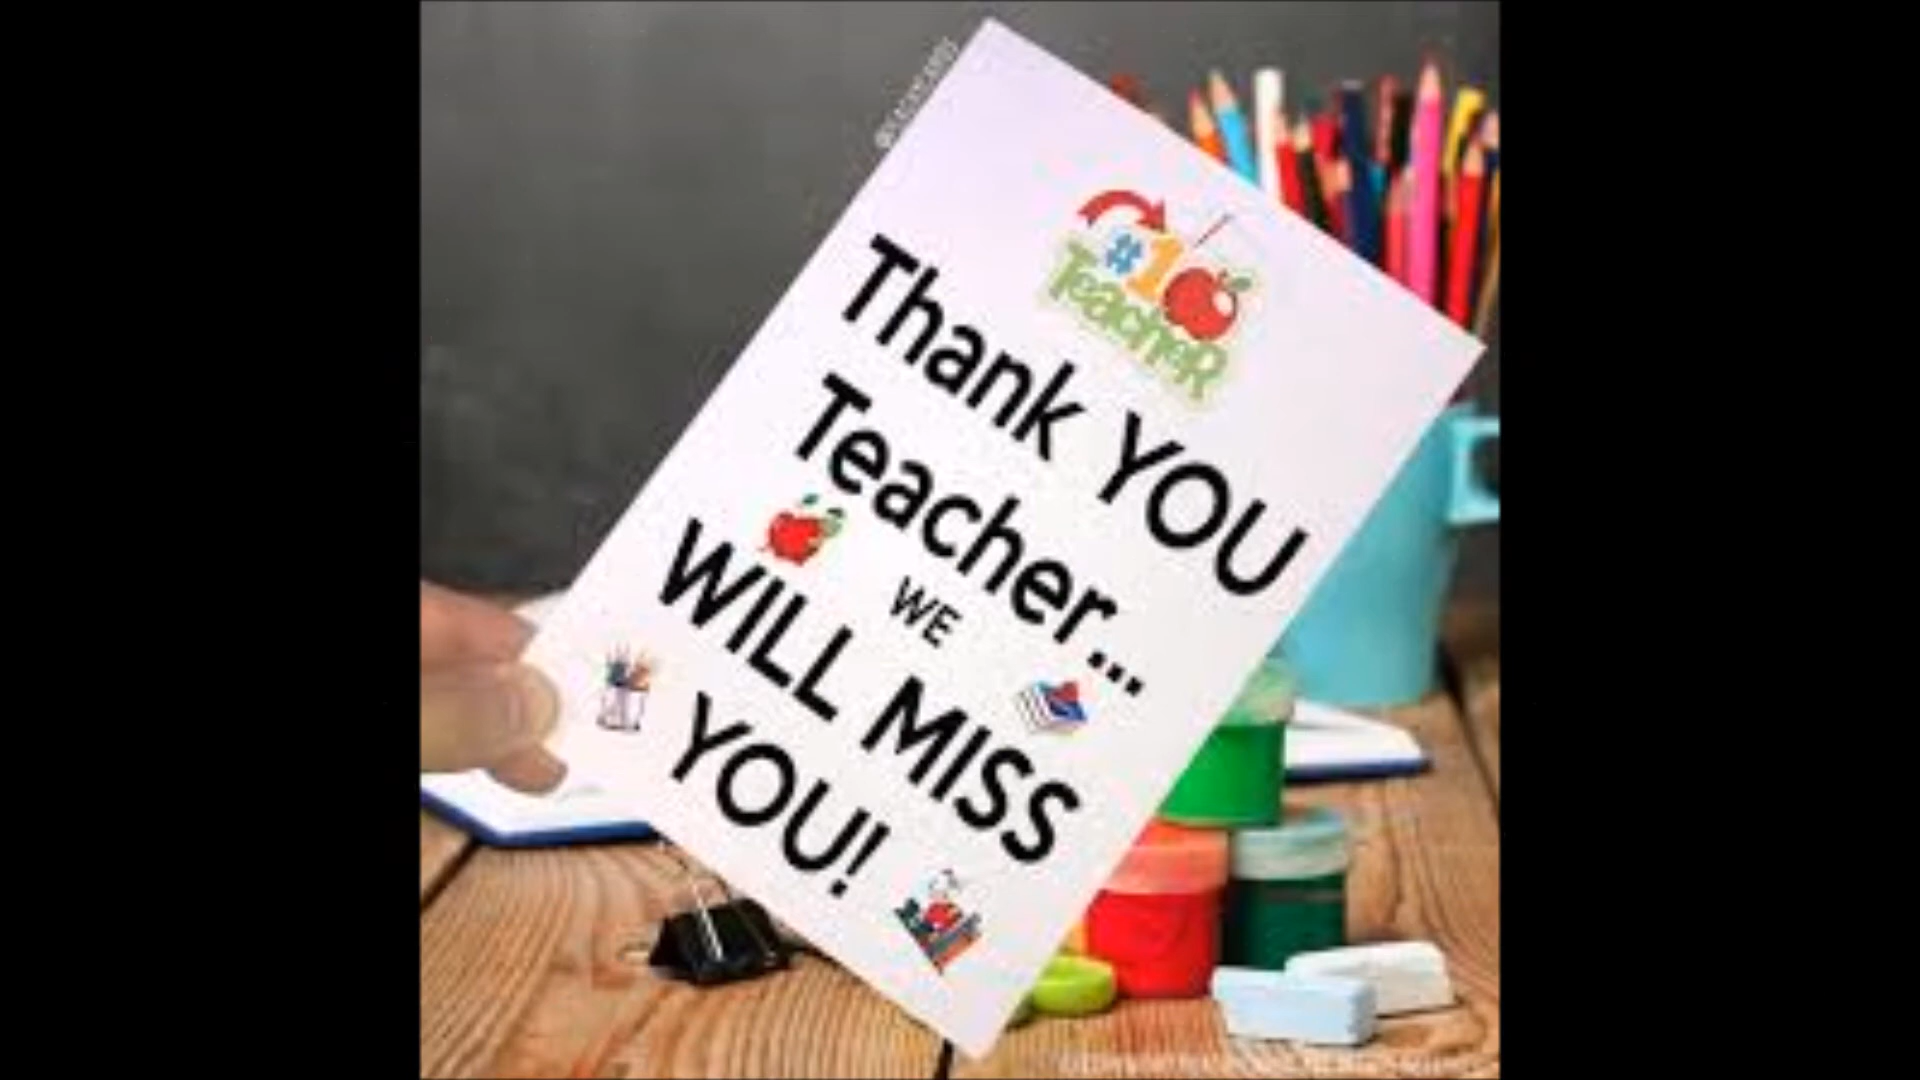 #1
TeacheR
Thank YOU
Teacher...
WE
WILL MISS
YOU!